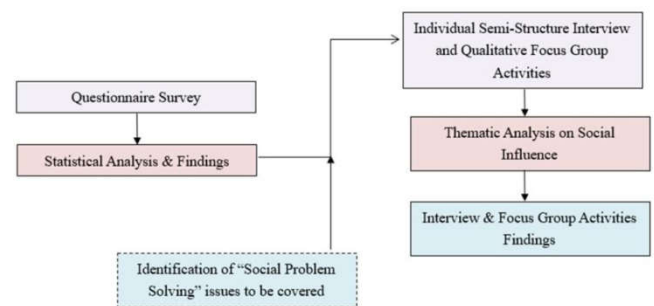 Questionnaire Survey
Statistical Analysis & Findings
Identification of “Social Problem
Solving” issues to be covered
Individual Semi-Structure Interview
and Qualitative Focus Group
Activities
Thematic Analysis on Social
Influence
Interview & Focus Group Activities
Findings